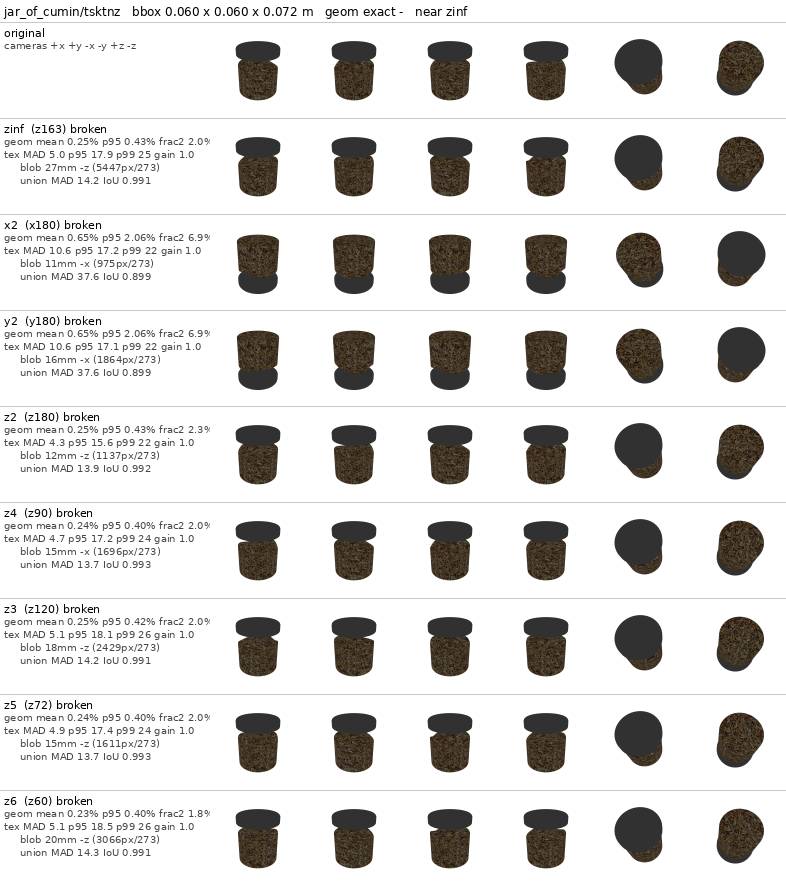 jar_of_cumin/tsktnz bbox 0.060 x 0.060 x 0.072 m geom exact - near zinf
original
cameras +x +y -x -y +z -z
zinf (z163) broken
geom mean 0.25% p95 0.43% frac2 2.0%
tex MAD 5.0 p95 17.9 p99 25 gain 1.0
blob 27mm -z (5447px/273)
union MAD 14.2 IoU 0.991
x2 (x180) broken
geom mean 0.65% p95 2.06% frac2 6.9%
tex MAD 10.6 p95 17.2 p99 22 gain 1.0
blob 11mm -x (975px/273)
union MAD 37.6 IoU 0.899
y2 (y180) broken
geom mean 0.65% p95 2.06% frac2 6.9%
tex MAD 10.6 p95 17.1 p99 22 gain 1.0
blob 16mm -x (1864px/273)
union MAD 37.6 IoU 0.899
z2 (z180) broken
geom mean 0.25% p95 0.43% frac2 2.3%
tex MAD 4.3 p95 15.6 p99 22 gain 1.0
blob 12mm -z (1137px/273)
union MAD 13.9 IoU 0.992
z4 (z90) broken
geom mean 0.24% p95 0.40% frac2 2.0%
tex MAD 4.7 p95 17.2 p99 24 gain 1.0
blob 15mm -x (1696px/273)
union MAD 13.7 IoU 0.993
z3 (z120) broken
geom mean 0.25% p95 0.42% frac2 2.0%
tex MAD 5.1 p95 18.1 p99 26 gain 1.0
blob 18mm -z (2429px/273)
union MAD 14.2 IoU 0.991
z5 (z72) broken
geom mean 0.24% p95 0.40% frac2 2.0%
tex MAD 4.9 p95 17.4 p99 24 gain 1.0
blob 15mm -z (1611px/273)
union MAD 13.7 IoU 0.993
z6 (z60) broken
geom mean 0.23% p95 0.40% frac2 1.8%
tex MAD 5.1 p95 18.5 p99 26 gain 1.0
blob 20mm -z (3066px/273)
union MAD 14.3 IoU 0.991